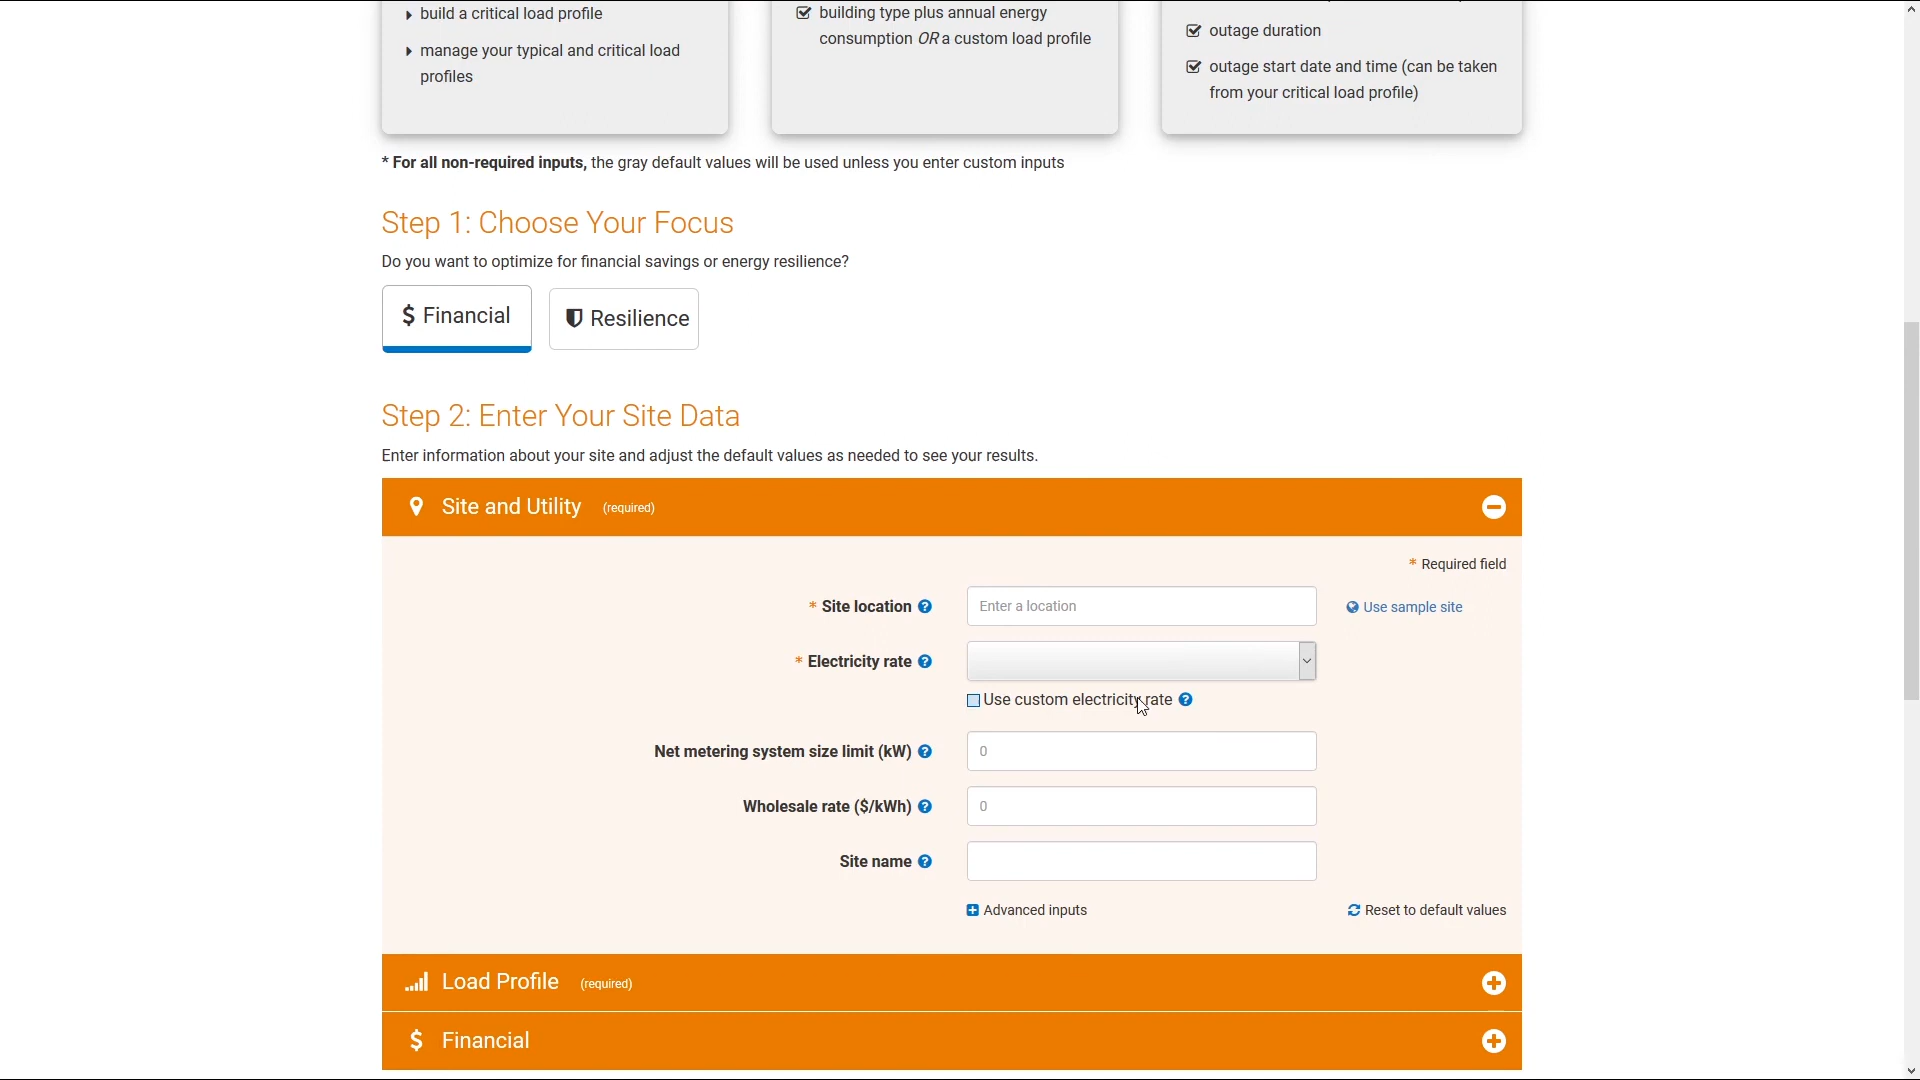 build a critical load profile
manage your typical and critical load
profiles
building type plus annual energy
consumption OR a custom load profile
outage duration
outage start date and time (can be taken
from your critical load profile)
* For all non-required inputs, the gray default values will be used unless you enter custom inputs
Step 1: Choose Your Focus
Do you want to optimize for financial savings or energy resilience?
$ Financial
Resilience
Step 2: Enter Your Site Data
Enter information about your site and adjust the default values as needed to see your results.
Site and Utility (required)
* Required field
* Site location ? Enter a location Use sample site
* Electricity rate ?
Use custom electricity rate ?
Net metering system size limit (kW) ? 0
Wholesale rate ($/kWh) ? 0
Site name ?
Advanced inputs Reset to default values
Load Profile (required)
$ Financial